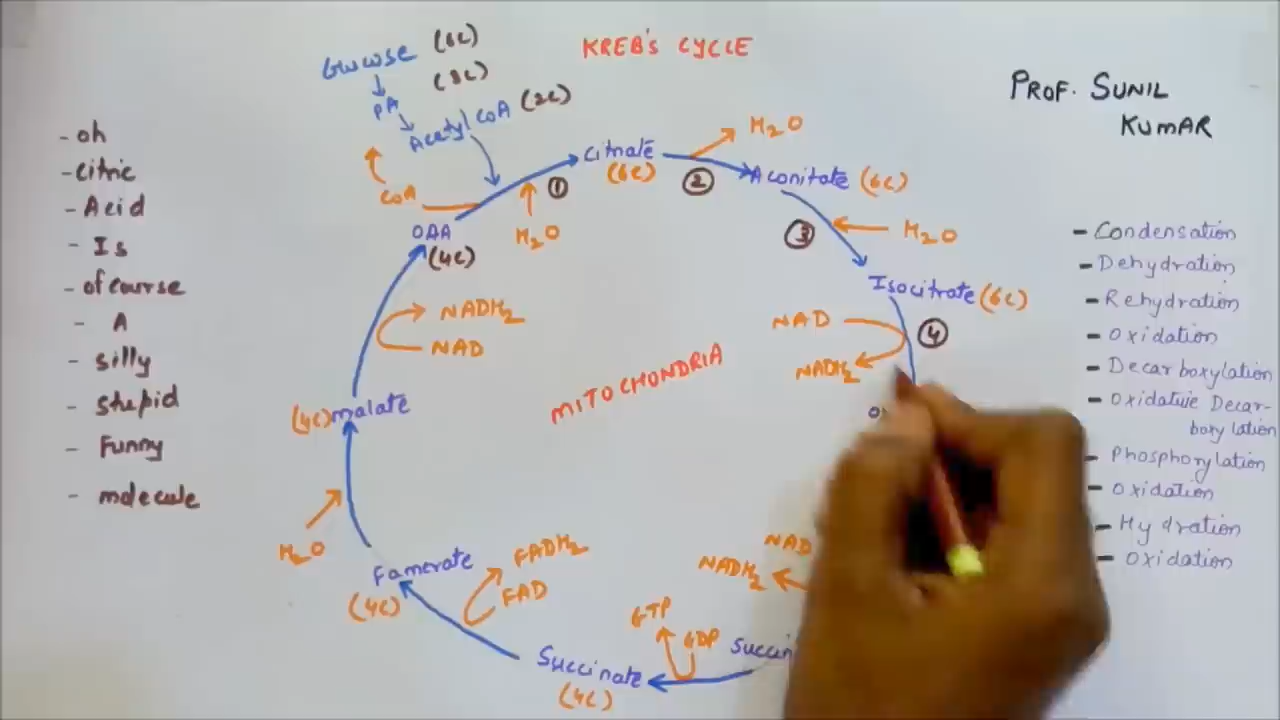 KREB'S CYCLE
PROF. SUNIL
KUMAR
Glucose (6C)
(3C)
PA
Acetyl CoA (2C)
- oh
- citric
- Acid
- Is
- of course
- A
- silly
- stupid
- Funny
- molecule
CoA
OAA
(4C)
①
H₂O
Citrate
(6C)
②
H₂O
Aconitate (6C)
③
H₂O
Isocitrate (6C)
④
NAD
NADH₂
MITOCHONDRIA
NAD
NADH₂
GTP
GDP
Succin
Succinate
(4C)
FADH₂
FAD
Famerate
(4C)
H₂O
(4C) malate
NADH₂
NAD
- Condensation
- Dehydration
- Rehydration
- Oxidation
- Decarboxylation
- Oxidative Decar-
boxylation
- Phosphorylation
- Oxidation
- Hydration
- Oxidation